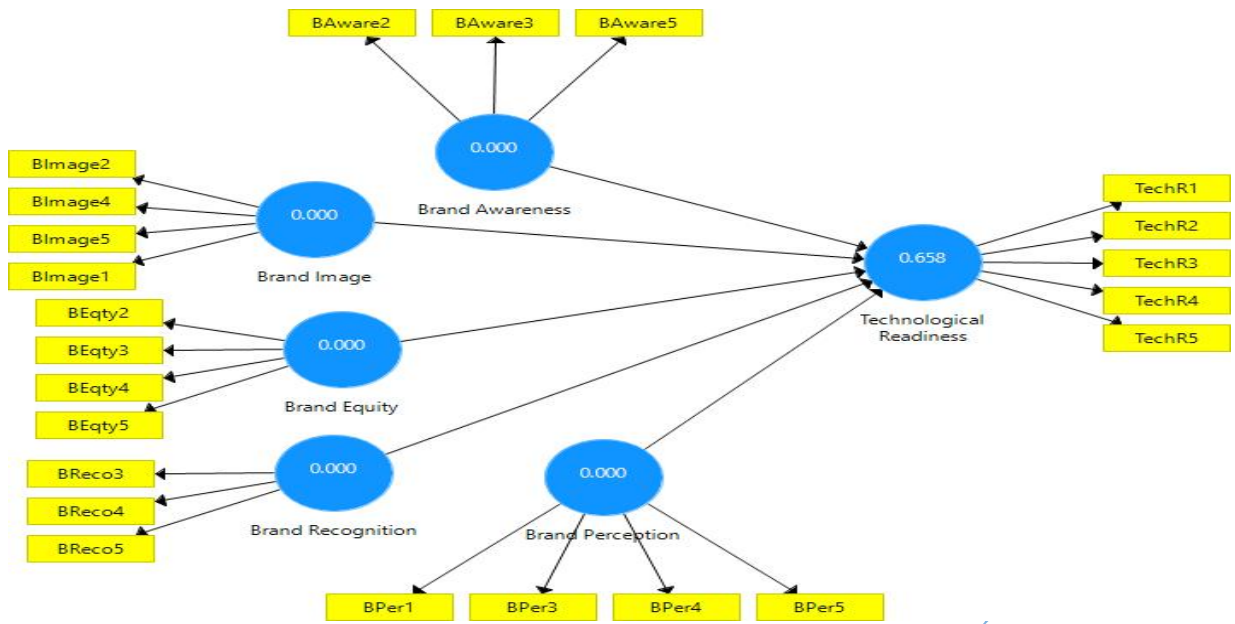 BAware2
BAware3
BAware5
0.000
Brand Awareness
BImage2
BImage4
BImage5
BImage1
0.000
Brand Image
BEqty2
BEqty3
BEqty4
BEqty5
0.000
Brand Equity
BReco3
BReco4
BReco5
0.000
Brand Recognition
0.000
Brand Perception
BPer1
BPer3
BPer4
BPer5
0.658
Technological
Readiness
TechR1
TechR2
TechR3
TechR4
TechR5